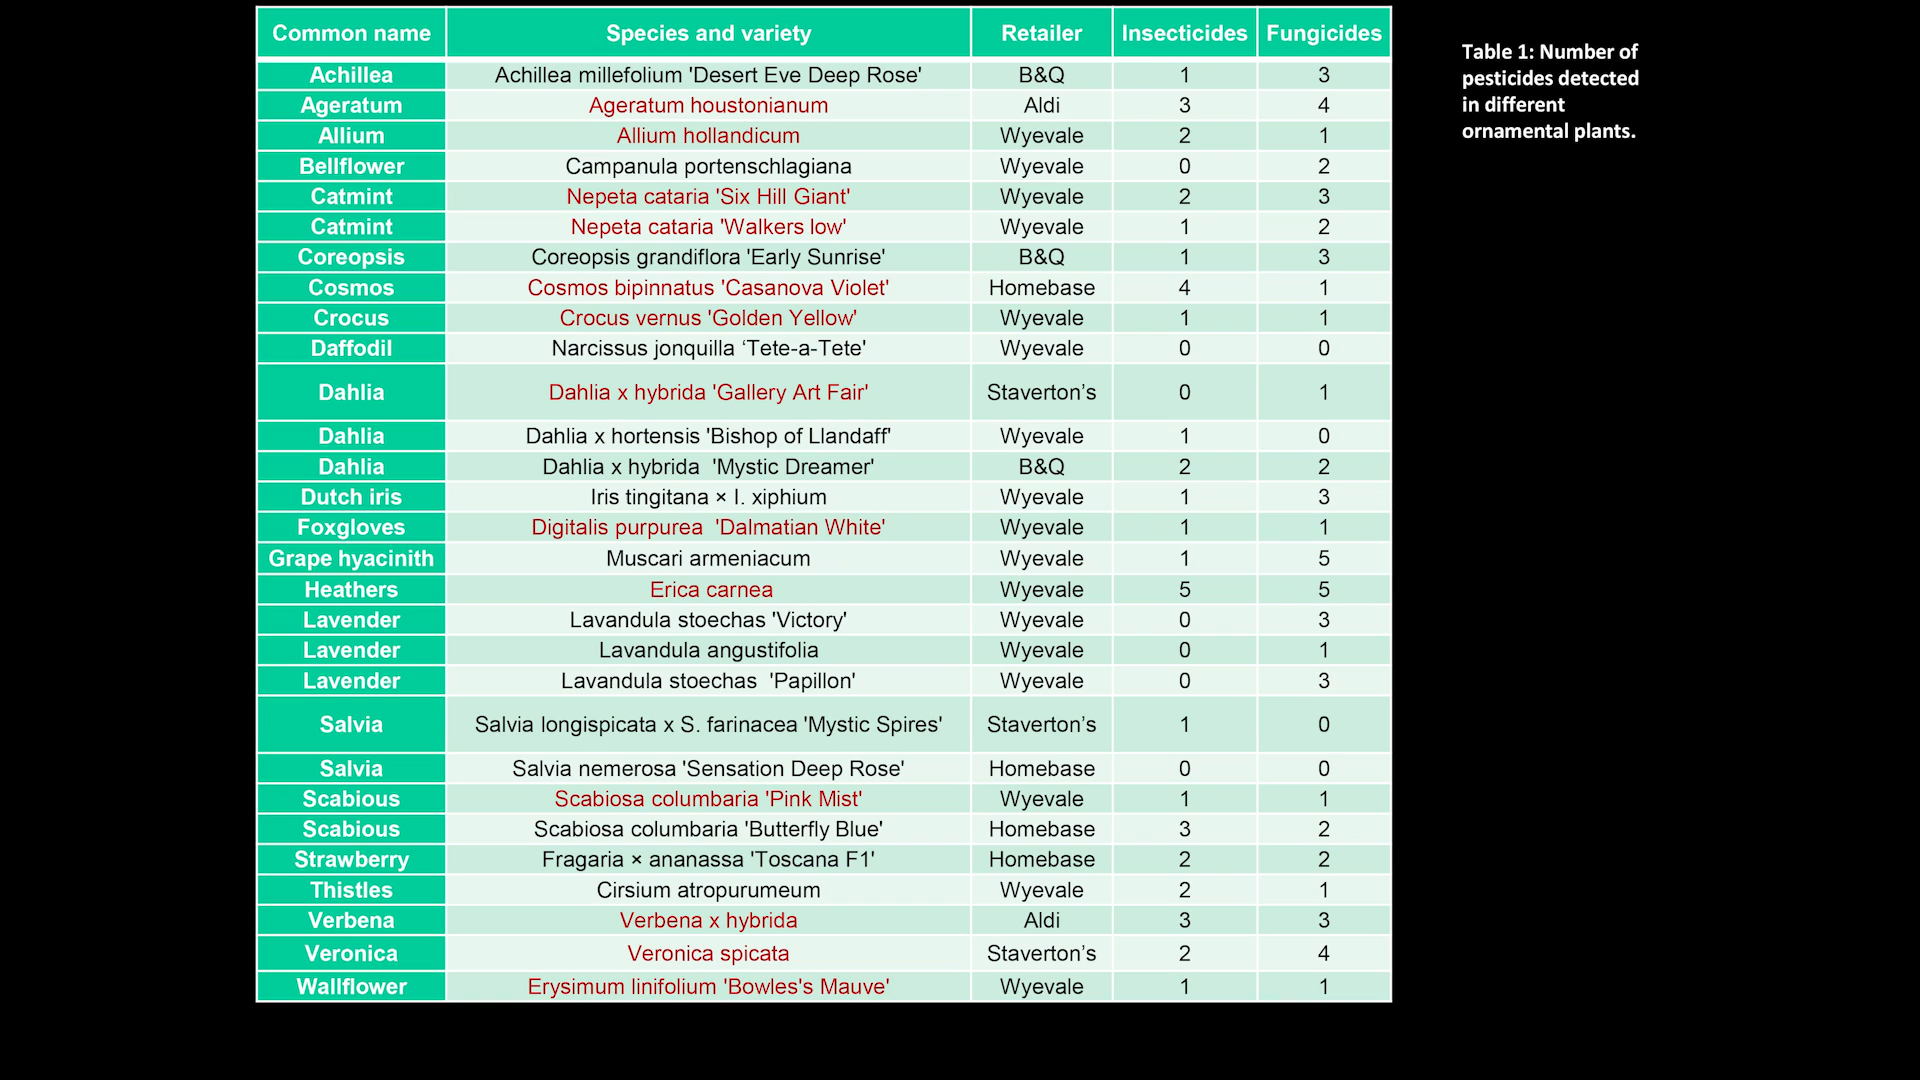 Common name Species and variety Retailer Insecticides Fungicides
Achillea Achillea millefolium 'Desert Eve Deep Rose' B&Q 1 3
Ageratum Ageratum houstonianum Aldi 3 4
Allium Allium hollandicum Wyevale 2 1
Bellflower Campanula portenschlagiana Wyevale 0 2
Catmint Nepeta cataria 'Six Hill Giant' Wyevale 2 3
Catmint Nepeta cataria 'Walkers low' Wyevale 1 2
Coreopsis Coreopsis grandiflora 'Early Sunrise' B&Q 1 3
Cosmos Cosmos bipinnatus 'Casanova Violet' Homebase 4 1
Crocus Crocus vernus 'Golden Yellow' Wyevale 1 1
Daffodil Narcissus jonquilla ‘Tete-a-Tete' Wyevale 0 0
Dahlia Dahlia x hybrida 'Gallery Art Fair' Staverton’s 0 1
Dahlia Dahlia x hortensis 'Bishop of Llandaff' Wyevale 1 0
Dahlia Dahlia x hybrida 'Mystic Dreamer' B&Q 2 2
Dutch iris Iris tingitana × I. xiphium Wyevale 1 3
Foxgloves Digitalis purpurea 'Dalmatian White' Wyevale 1 1
Grape hyacinith Muscari armeniacum Wyevale 1 5
Heathers Erica carnea Wyevale 5 5
Lavender Lavandula stoechas 'Victory' Wyevale 0 3
Lavender Lavandula angustifolia Wyevale 0 1
Lavender Lavandula stoechas 'Papillon' Wyevale 0 3
Salvia Salvia longispicata x S. farinacea 'Mystic Spires' Staverton’s 1 0
Salvia Salvia nemerosa 'Sensation Deep Rose' Homebase 0 0
Scabious Scabiosa columbaria 'Pink Mist' Wyevale 1 1
Scabious Scabiosa columbaria 'Butterfly Blue' Homebase 3 2
Strawberry Fragaria × ananassa 'Toscana F1' Homebase 2 2
Thistles Cirsium atropurumeum Wyevale 2 1
Verbena Verbena x hybrida Aldi 3 3
Veronica Veronica spicata Staverton’s 2 4
Wallflower Erysimum linifolium 'Bowles's Mauve' Wyevale 1 1
Table 1: Number of
pesticides detected
in different
ornamental plants.